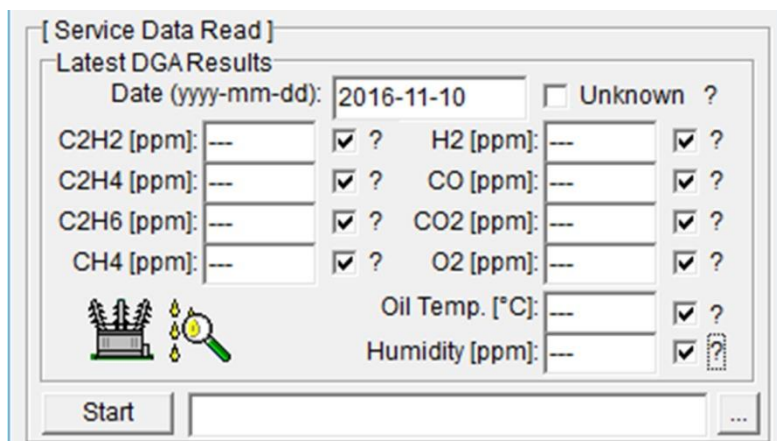 [ Service Data Read ]
Latest DGA Results
Date (yyyy-mm-dd): 2016-11-10 Unknown ?
C2H2 [ppm]: --- ? H2 [ppm]: --- ?
C2H4 [ppm]: --- ? CO [ppm]: --- ?
C2H6 [ppm]: --- ? CO2 [ppm]: --- ?
CH4 [ppm]: --- ? O2 [ppm]: --- ?
Oil Temp. [°C]: --- ?
Humidity [ppm]: --- ?
Start ...